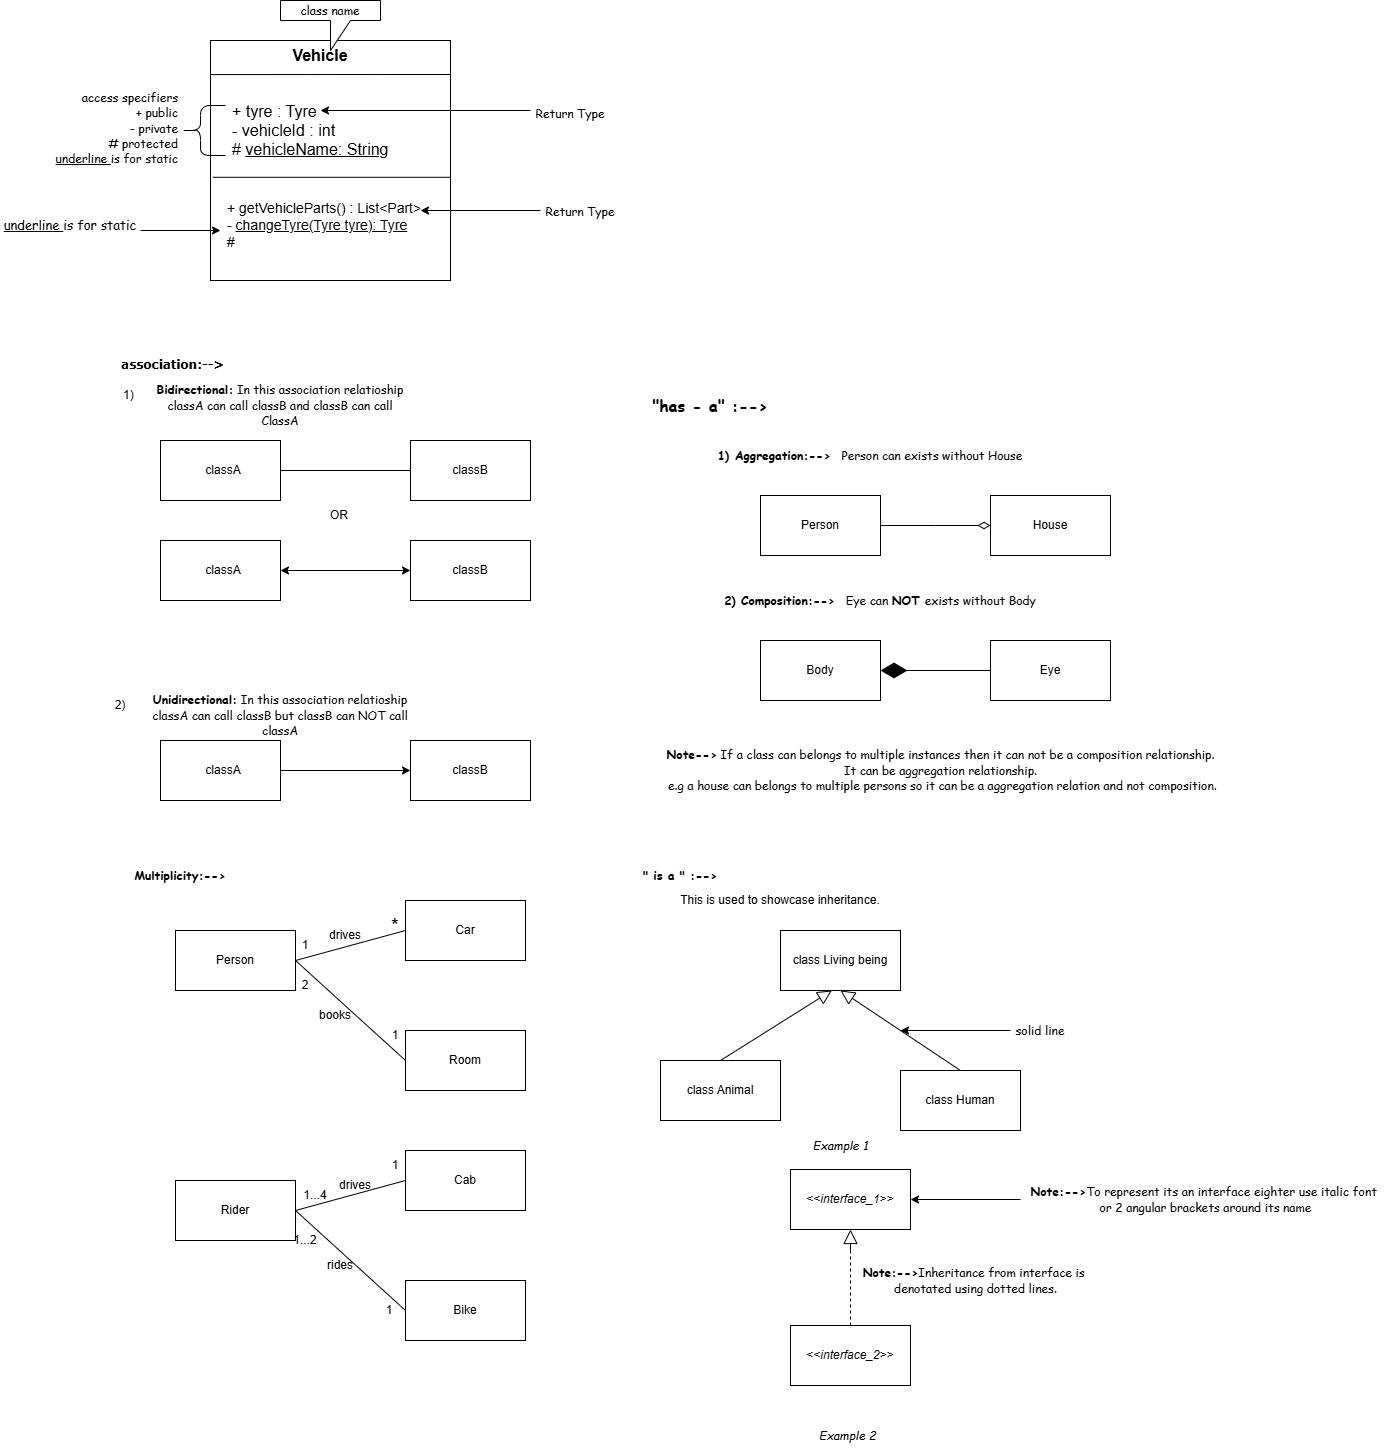 class name
Vehicle
access specifiers
+ public
- private
# protected
underline is for static
+ tyre : Tyre
- vehicleId : int
# vehicleName: String
Return Type
+ getVehicleParts() : List<Part>
- changeTyre(Tyre tyre): Tyre
#
Return Type
underline is for static
association:-->
1)
Bidirectional: In this association relatioship
classA can call classB and classB can call
ClassA
classA
classB
OR
classA
classB
2)
Unidirectional: In this association relatioship
classA can call classB but classB can NOT call
classA
classA
classB
"has - a" :-->
1) Aggregation:--> Person can exists without House
Person
House
2) Composition:--> Eye can NOT exists without Body
Body
Eye
Note--> If a class can belongs to multiple instances then it can not be a composition relationship.
It can be aggregation relationship.
e.g a house can belongs to multiple persons so it can be a aggregation relation and not composition.
Multiplicity:-->
Person
1
drives
*
Car
2
books
1
Room
Rider
1...4
drives
1
Cab
1...2
rides
1
Bike
" is a " :-->
This is used to showcase inheritance.
class Living being
solid line
class Animal
class Human
Example 1
<<interface_1>>
Note:-->To represent its an interface eighter use italic font
or 2 angular brackets around its name
Note:-->Inheritance from interface is
denotated using dotted lines.
<<interface_2>>
Example 2